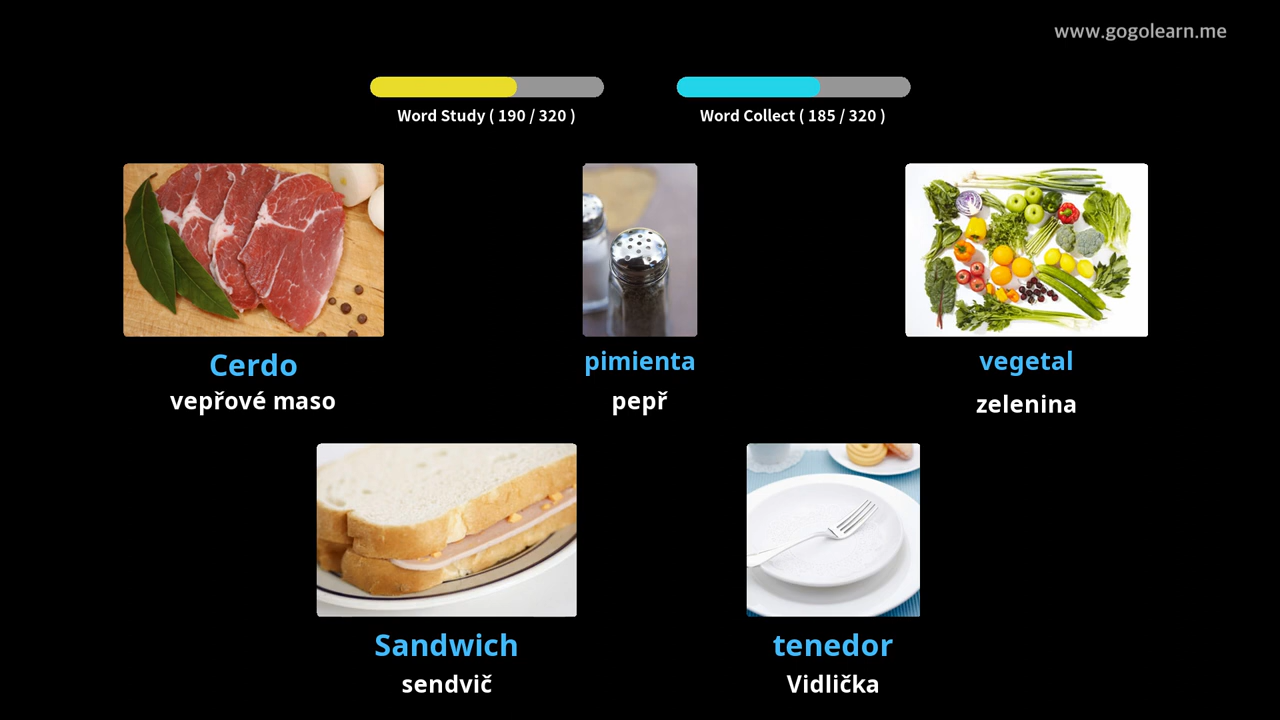 www.gogolearn.me
Word Study ( 190 / 320 )
Word Collect ( 185 / 320 )
Cerdo
vepřové maso
pimienta
pepř
vegetal
zelenina
Sandwich
sendvič
tenedor
Vidlička